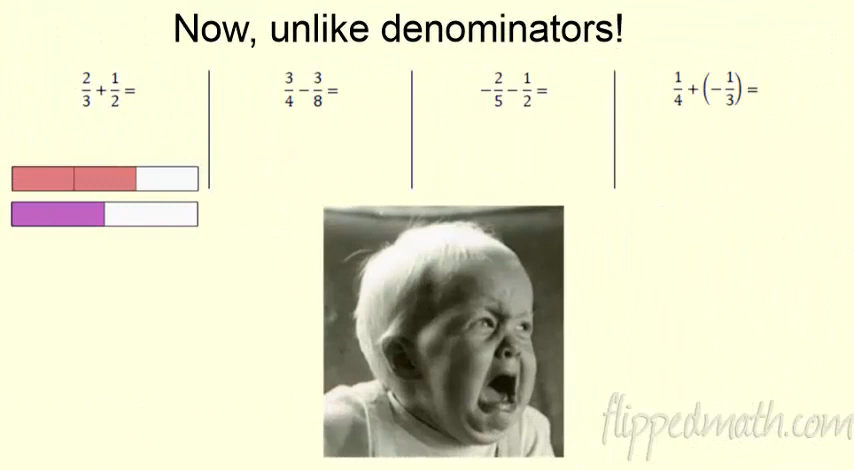 Now, unlike denominators!
2/3 + 1/2 =
3/4 − 3/8 =
−2/5 − 1/2 =
1/4 + (−1/3) =
flippedmath.com